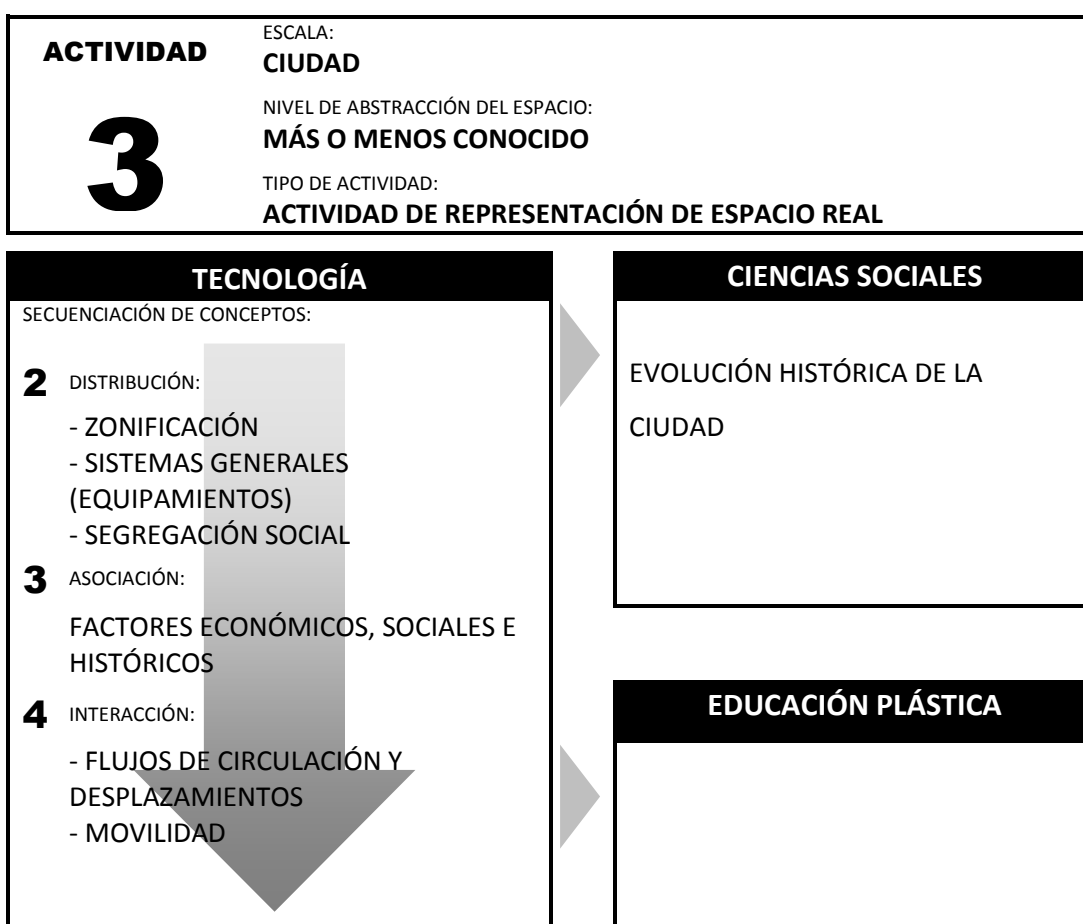 ACTIVIDAD
3
ESCALA:
CIUDAD
NIVEL DE ABSTRACCIÓN DEL ESPACIO:
MÁS O MENOS CONOCIDO
TIPO DE ACTIVIDAD:
ACTIVIDAD DE REPRESENTACIÓN DE ESPACIO REAL
TECNOLOGÍA
SECUENCIACIÓN DE CONCEPTOS:
2 DISTRIBUCIÓN:
- ZONIFICACIÓN
- SISTEMAS GENERALES
(EQUIPAMIENTOS)
- SEGREGACIÓN SOCIAL
3 ASOCIACIÓN:
FACTORES ECONÓMICOS, SOCIALES E
HISTÓRICOS
4 INTERACCIÓN:
- FLUJOS DE CIRCULACIÓN Y
DESPLAZAMIENTOS
- MOVILIDAD
CIENCIAS SOCIALES
EVOLUCIÓN HISTÓRICA DE LA
CIUDAD
EDUCACIÓN PLÁSTICA